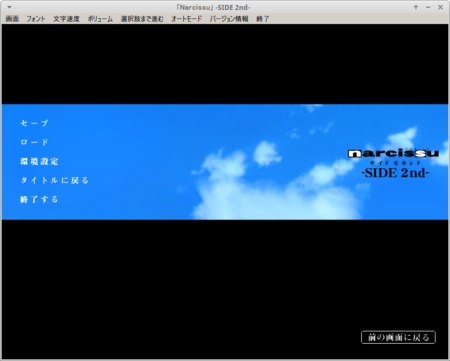 「Narcissu」-SIDE 2nd-
画面 フォント 文字速度 ボリューム 選択肢まで進む オートモード バージョン情報 終了
セーブ
ロード
環境設定
タイトルに戻る
終了する
narcissu
サイドセカンド
-SIDE 2nd-
前の画面に戻る